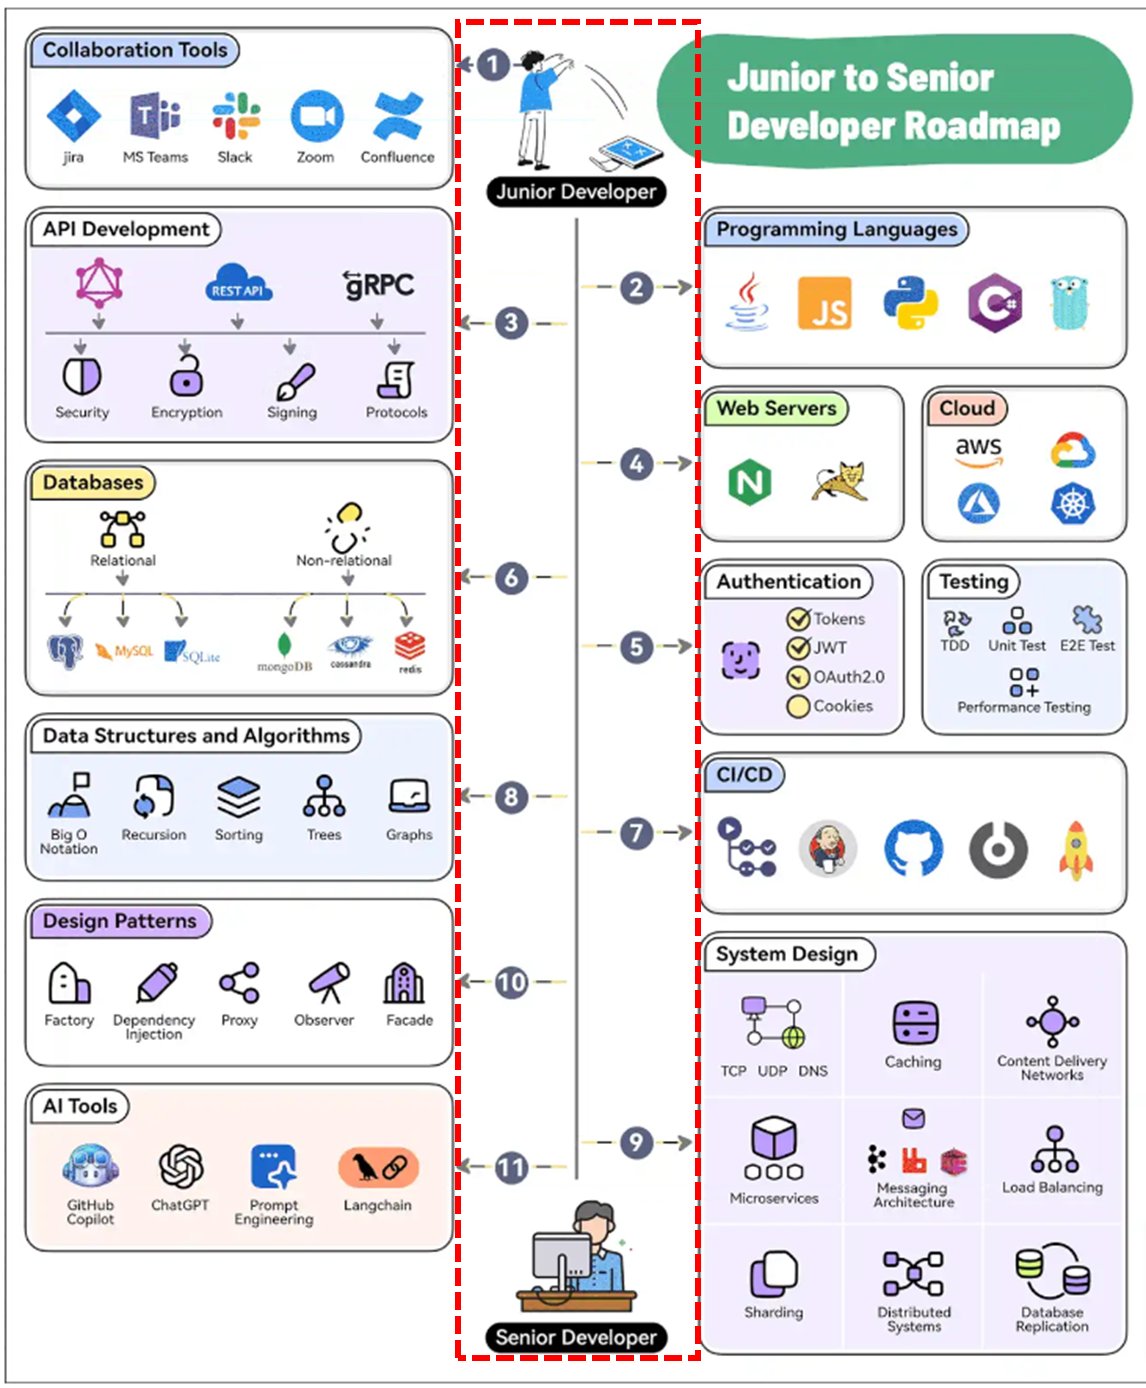 Junior to Senior
Developer Roadmap
Collaboration Tools
jira
MS Teams
Slack
Zoom
Confluence
1
Junior Developer
2
Programming Languages
JS
C#
API Development
REST API
gRPC
Security
Encryption
Signing
Protocols
3
4
Web Servers
N
Cloud
aws
Databases
Relational
Non-relational
MySQL
SQLite
mongoDB
cassandra
redis
6
5
Authentication
Tokens
JWT
OAuth2.0
Cookies
Testing
TDD
Unit Test
E2E Test
Performance Testing
Data Structures and Algorithms
Big O
Notation
Recursion
Sorting
Trees
Graphs
8
7
CI/CD
Design Patterns
Factory
Dependency
Injection
Proxy
Observer
Facade
10
9
System Design
TCP UDP DNS
Caching
Content Delivery
Networks
Microservices
Messaging
Architecture
Load Balancing
Sharding
Distributed
Systems
Database
Replication
AI Tools
GitHub
Copilot
ChatGPT
Prompt
Engineering
Langchain
11
Senior Developer